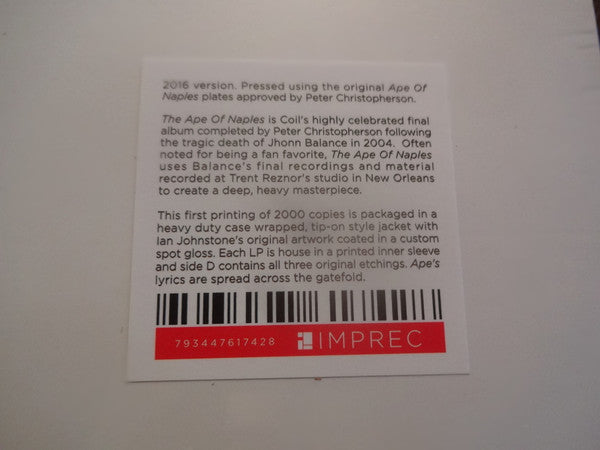 2016 version. Pressed using the original Ape Of
Naples plates approved by Peter Christopherson.
The Ape Of Naples is Coil's highly celebrated final
album completed by Peter Christopherson following
the tragic death of Jhonn Balance in 2004. Often
noted for being a fan favorite, The Ape Of Naples
uses Balance's final recordings and material
recorded at Trent Reznor's studio in New Orleans
to create a deep, heavy masterpiece.
This first printing of 2000 copies is packaged in a
heavy duty case wrapped, tip-on style jacket with
Ian Johnstone's original artwork coated in a custom
spot gloss. Each LP is house in a printed inner sleeve
and side D contains all three original etchings. Ape's
lyrics are spread across the gatefold.
793447617428 IMPREC